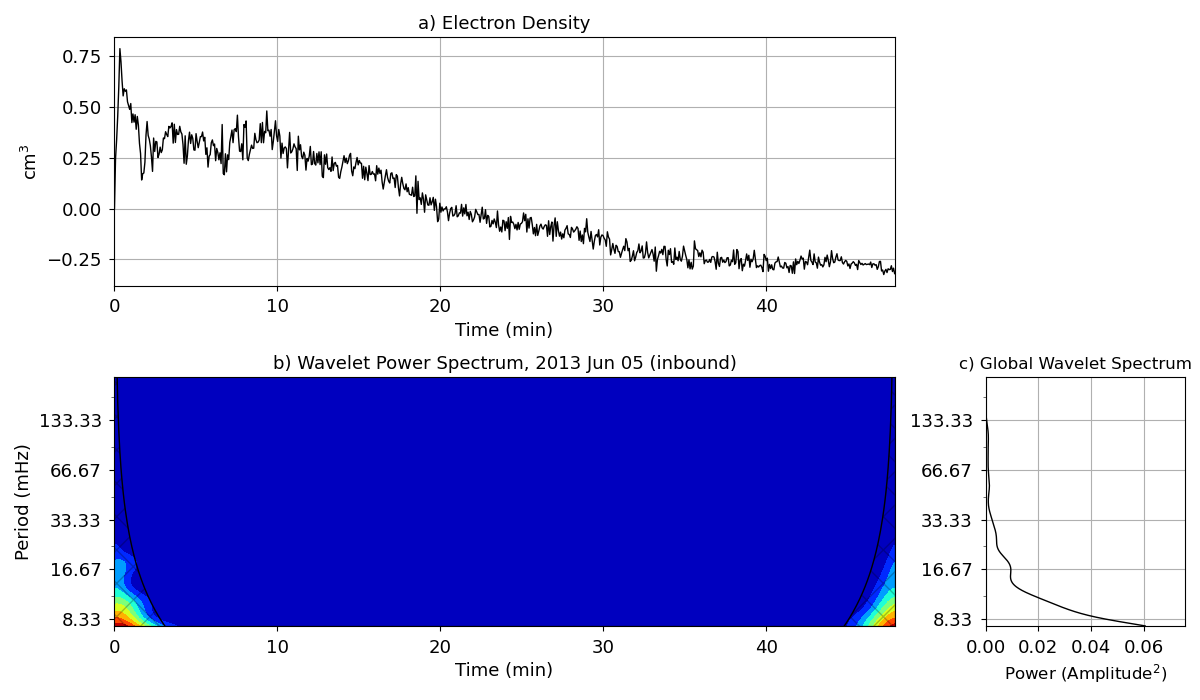 a) Electron Density
0.75
0.50
0.25
0.00
−0.25
cm³
0 10 20 30 40
Time (min)
b) Wavelet Power Spectrum, 2013 Jun 05 (inbound)
133.33
66.67
33.33
16.67
8.33
Period (mHz)
0 10 20 30 40
Time (min)
c) Global Wavelet Spectrum
133.33
66.67
33.33
16.67
8.33
0.00 0.02 0.04 0.06
Power (Amplitude²)